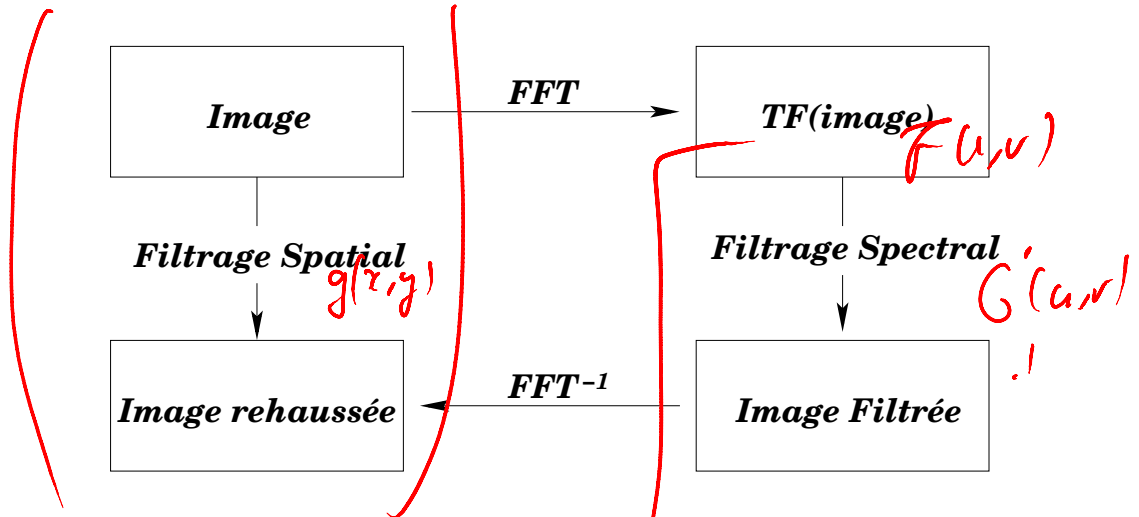 FFT
Image
TF(image)
F(u,v)
Filtrage Spatial
Filtrage Spectral
g(x,y)
G(u,v)
FFT⁻¹
Image rehaussée
Image Filtrée